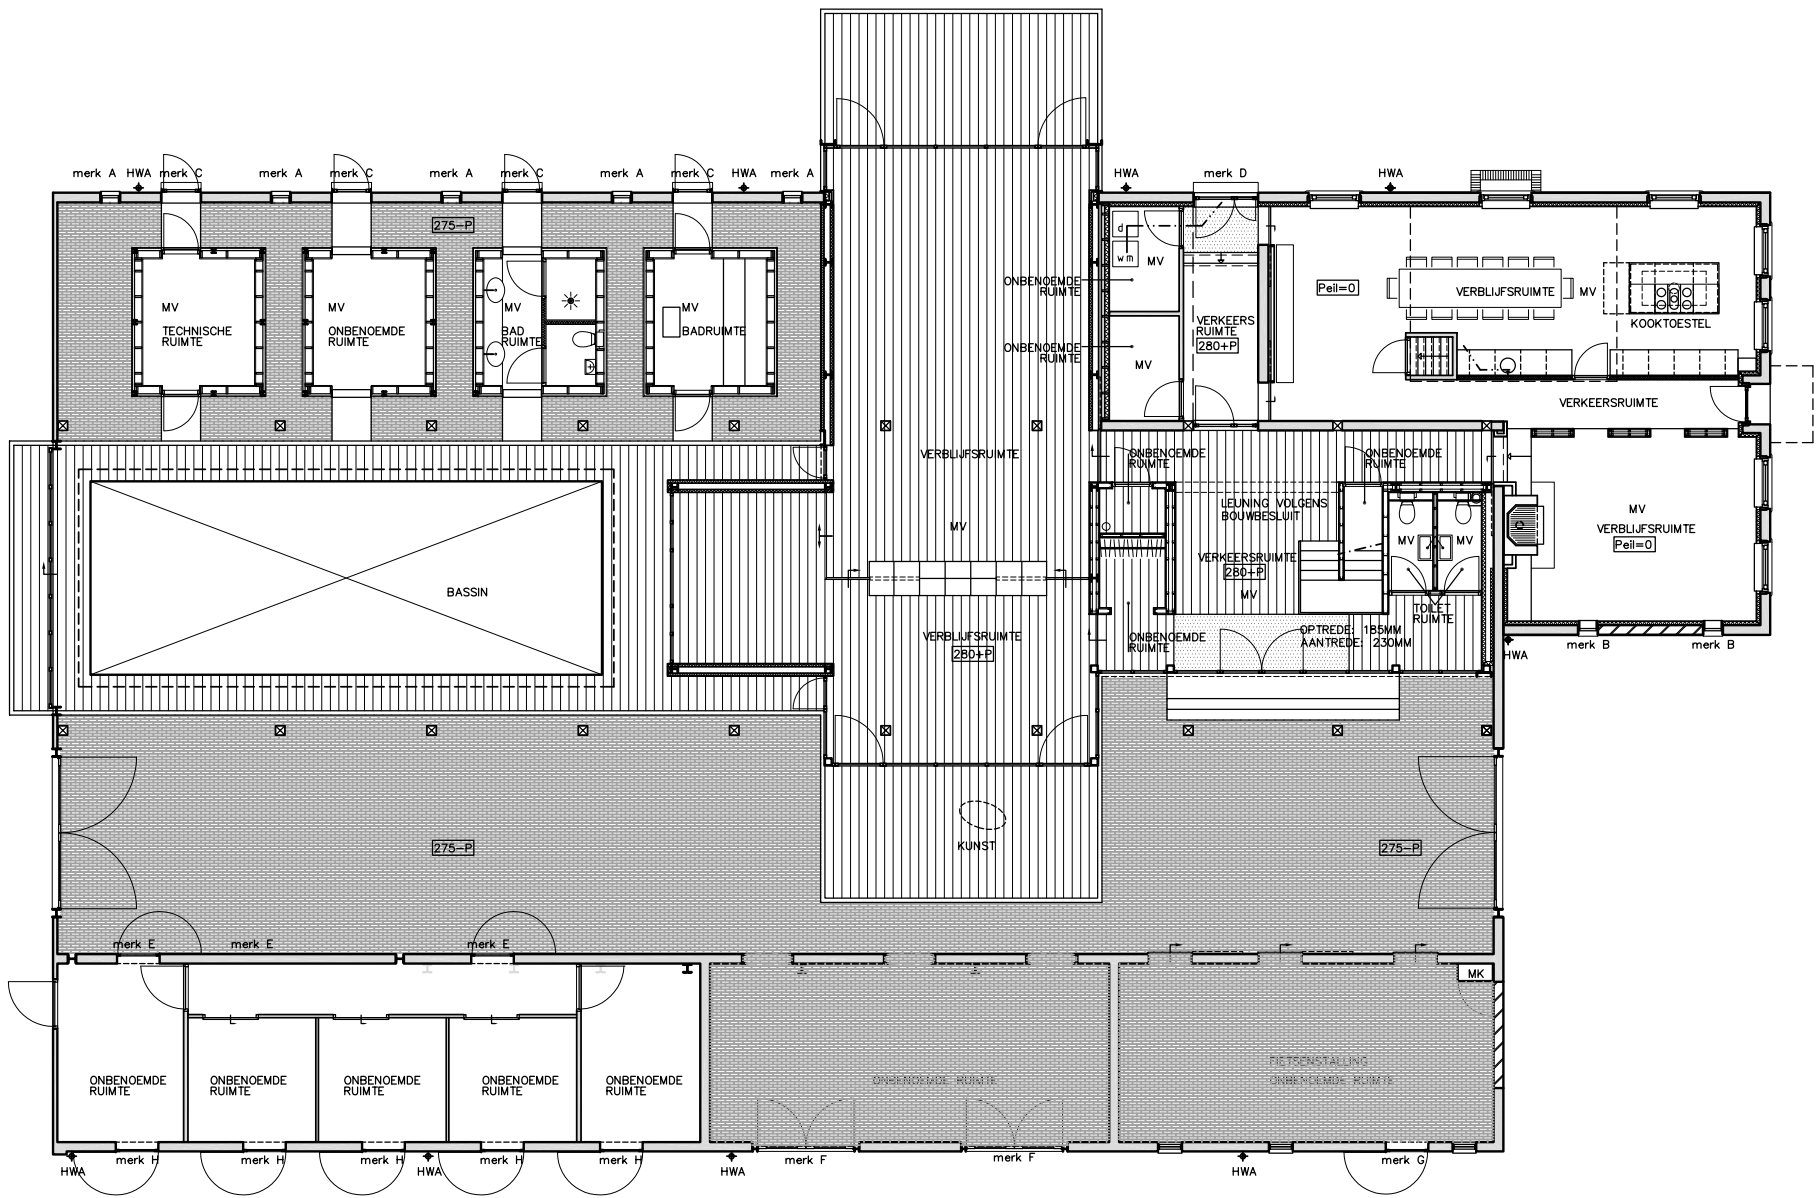 merk A
HWA
merk C
merk A
merk C
merk A
merk C
merk A
merk C
HWA
merk A
HWA
merk D
HWA
275-P
d
wm
MV
ONBENOEMDE
RUIMTE
Peil=0
VERBLIJFSRUIMTE
MV
KOOKTOESTEL
MV
TECHNISCHE
RUIMTE
MV
ONBENOEMDE
RUIMTE
MV
BAD
RUIMTE
MV
BADRUIMTE
VERKEERS
RUIMTE
280+P
ONBENOEMDE
RUIMTE
MV
VERKEERSRUIMTE
VERBLIJFSRUIMTE
ONBENOEMDE
RUIMTE
ONBENOEMDE
RUIMTE
LEUNING VOLGENS
BOUWBESLUIT
MV
MV
VERBLIJFSRUIMTE
Peil=0
MV
MV
VERKEERSRUIMTE
280+P
MV
BASSIN
TOILET
RUIMTE
VERBLIJFSRUIMTE
280+P
ONBENOEMDE
RUIMTE
OPTREDE: 185MM
AANTREDE: 230MM
HWA
merk B
merk B
275-P
KUNST
275-P
merk E
merk E
merk E
MK
ONBENOEMDE
RUIMTE
ONBENOEMDE
RUIMTE
ONBENOEMDE
RUIMTE
ONBENOEMDE
RUIMTE
ONBENOEMDE
RUIMTE
ONBENOEMDE RUIMTE
FIETSENSTALLING
ONBENOEMDE RUIMTE
HWA
merk H
merk H
merk H
HWA
merk H
merk H
HWA
merk F
merk F
HWA
merk G